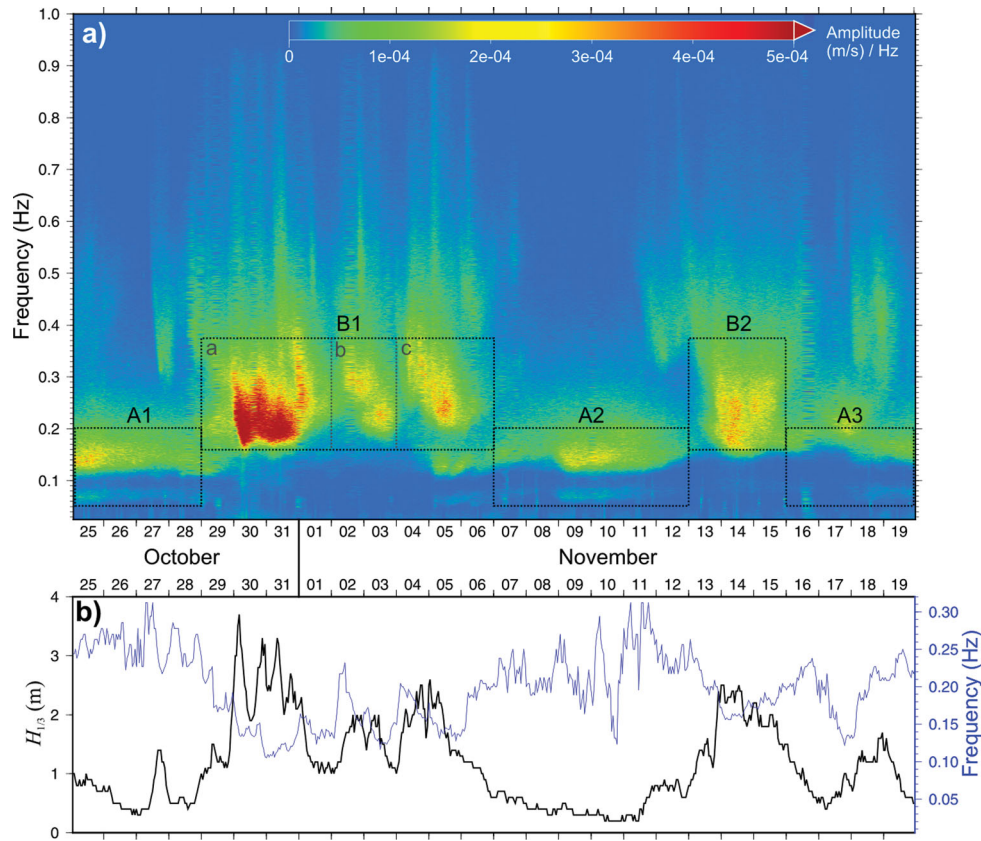 a)
0 1e-04 2e-04 3e-04 4e-04 5e-04
Amplitude
(m/s) / Hz
Frequency (Hz)
1.0
0.9
0.8
0.7
0.6
0.5
0.4
0.3
0.2
0.1
B1
a b c
B2
A1
A2
A3
25 26 27 28 29 30 31 01 02 03 04 05 06 07 08 09 10 11 12 13 14 15 16 17 18 19
October November
25 26 27 28 29 30 31 01 02 03 04 05 06 07 08 09 10 11 12 13 14 15 16 17 18 19
b)
H1/3 (m)
4
3
2
1
0
0.30
0.25
0.20
0.15
0.10
0.05
Frequency (Hz)